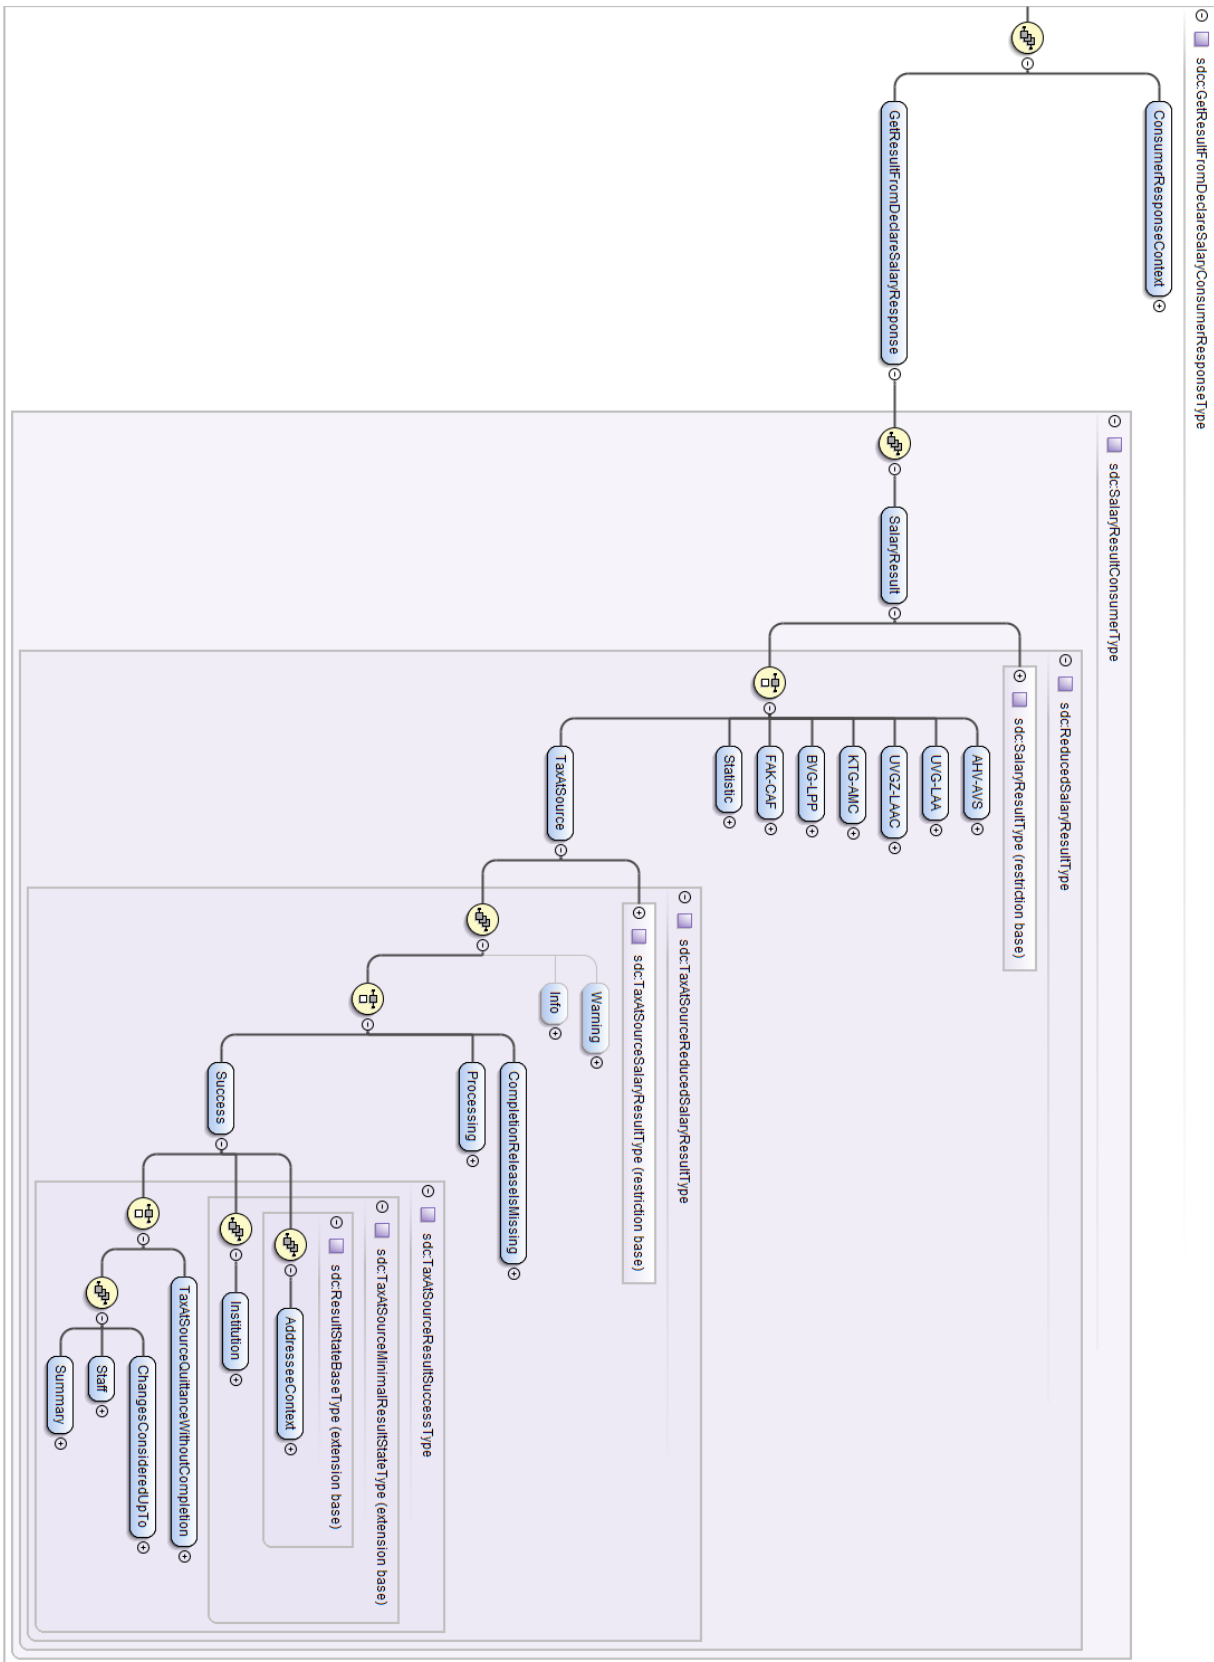 sdcc:GetResultFromDeclareSalaryConsumerResponseType
ConsumerResponseContext
GetResultFromDeclareSalaryResponse
sdc:SalaryResultConsumerType
SalaryResult
sdc:ReducedSalaryResultType
sdc:SalaryResultType (restriction base)
AHV-AVS
UVG-LAA
UVGZ-LAAC
KTG-AMC
BVG-LPP
FAK-CAF
Statistic
TaxAtSource
sdc:TaxAtSourceReducedSalaryResultType
sdc:TaxAtSourceSalaryResultType (restriction base)
Warning
Info
CompletionReleaseIsMissing
Processing
Success
sdc:TaxAtSourceResultSuccessType
sdc:TaxAtSourceMinimalResultStateType (extension base)
sdc:ResultStateBaseType (extension base)
AddresseeContext
Institution
TaxAtSourceQuittanceWithoutCompletion
ChangesConsideredUpTo
Staff
Summary